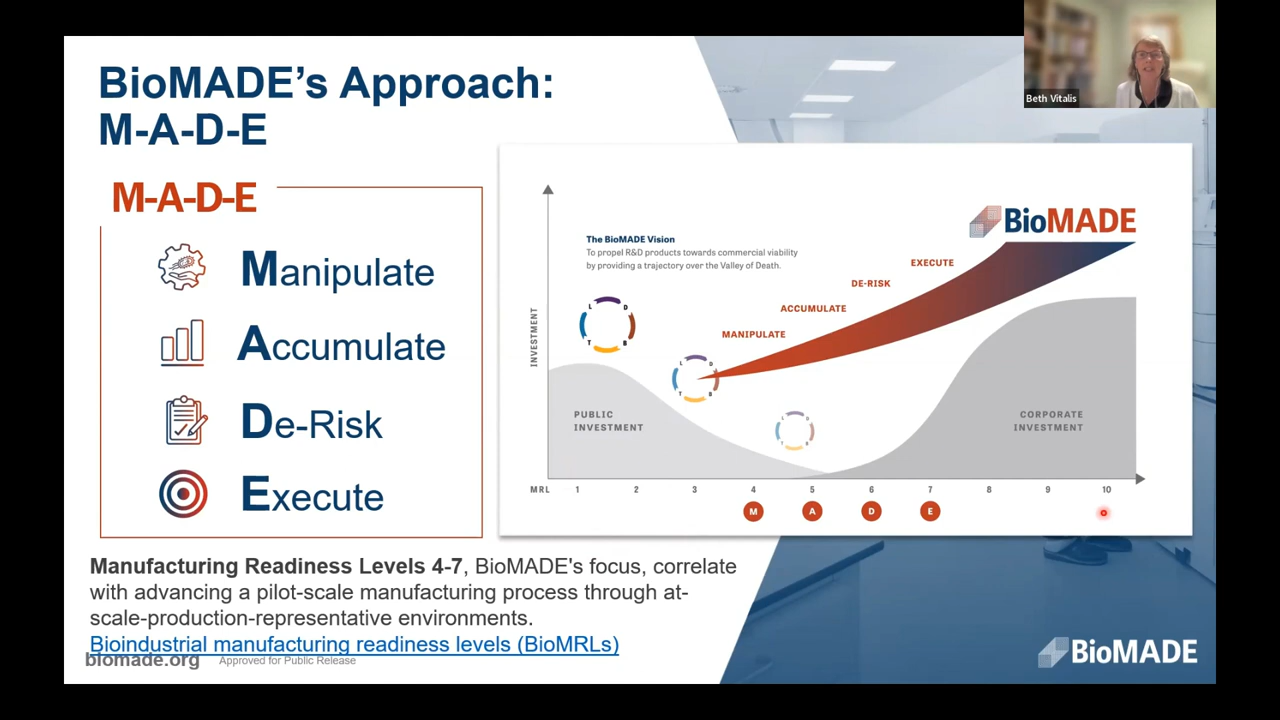 BioMADE’s Approach:
M-A-D-E
M-A-D-E
Manipulate
Accumulate
De-Risk
Execute
Manufacturing Readiness Levels 4-7, BioMADE's focus, correlate
with advancing a pilot-scale manufacturing process through at-
scale-production-representative environments.
Bioindustrial manufacturing readiness levels (BioMRLs)
biomade.org
Approved for Public Release
Beth Vitalis
BioMADE
The BioMADE Vision
To propel R&D products towards commercial viability
by providing a trajectory over the Valley of Death.
EXECUTE
DE-RISK
ACCUMULATE
MANIPULATE
INVESTMENT
L D
T B
L D
T B
L D
T B
PUBLIC
INVESTMENT
CORPORATE
INVESTMENT
MRL 1 2 3 4 5 6 7 8 9 10
M A D E
BioMADE